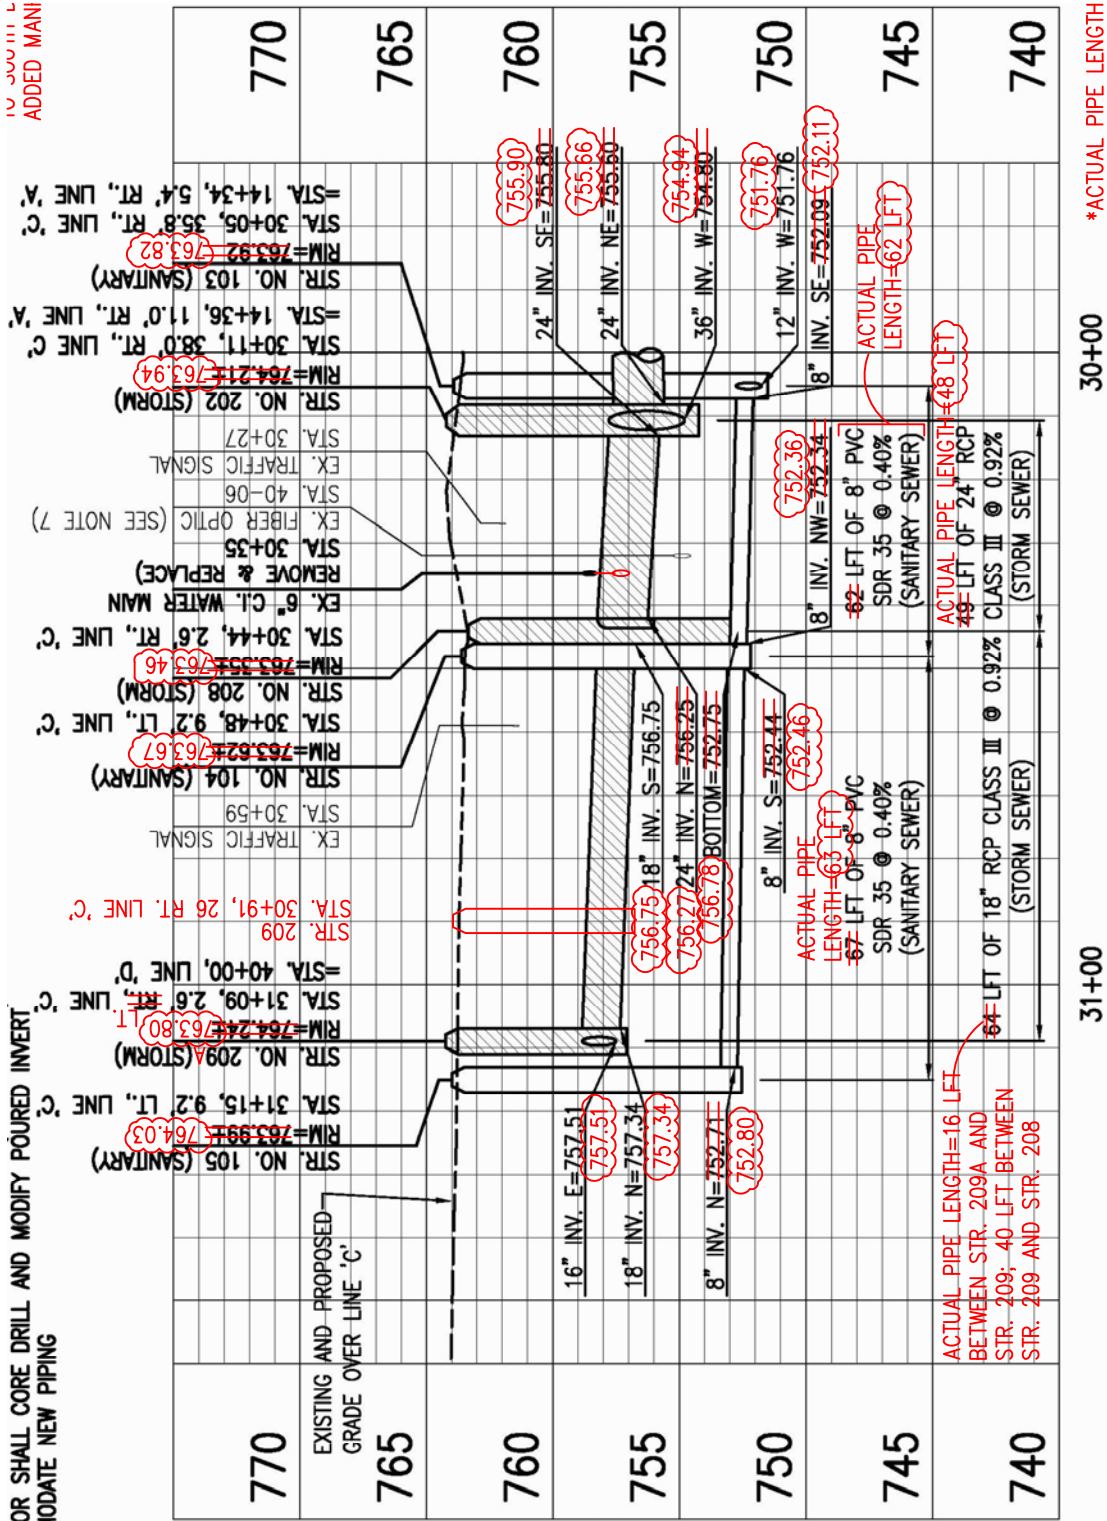 TO SOUTH
ADDED MANH
770
765
760
755
750
745
740
=STA. 14+34, 5.4' RT., LINE 'A'
STA. 30+05, 35.8' RT., LINE 'C'
RIM=763.92
763.82
STR. NO. 103 (SANITARY)
=STA. 14+36, 11.0' RT., LINE 'A'
STA. 30+11, 38.0' RT., LINE 'C'
RIM=764.21±
763.94
STR. NO. 202 (STORM)
STA. 30+27
EX. TRAFFIC SIGNAL
STA. 40-06
EX. FIBER OPTIC (SEE NOTE 7)
STA. 30+35
REMOVE & REPLACE)
EX. 6" C.I. WATER MAIN
STA. 30+44, 2.6' RT., LINE 'C'
RIM=763.35±
763.46
STR. NO. 208 (STORM)
STA. 30+48, 9.2' LT., LINE 'C'
RIM=763.62±
763.67
STR. NO. 104 (SANITARY)
STA. 30+59
EX. TRAFFIC SIGNAL
STA. 30+91, 26 RT. LINE 'C'
STR. 209
=STA. 40+00, LINE 'D'
STA. 31+09, 2.6' RT., LINE 'C'
LT.
RIM=764.24±
763.80
STR. NO. 209A (STORM)
STA. 31+15, 9.2' LT., LINE 'C'
RIM=763.99±
764.03
STR. NO. 105 (SANITARY)
24" INV. SE=755.80
755.90
24" INV. NE=755.60
755.66
36" INV. W=754.80
754.94
12" INV. W=751.76
751.76
8" INV. SE=752.09
752.11
8" INV. NW=752.34
752.36
ACTUAL PIPE
LENGTH=62 LFT
62 LFT OF 8" PVC
SDR 35 @ 0.40%
(SANITARY SEWER)
ACTUAL PIPE LENGTH=48 LFT
49 LFT OF 24" RCP
CLASS III @ 0.92%
(STORM SEWER)
18" INV. S=756.75
756.75
24" INV. N=756.25
756.27
BOTTOM=752.75
756.78
8" INV. S=752.44
752.46
ACTUAL PIPE
LENGTH=63 LFT
67 LFT OF 8" PVC
SDR 35 @ 0.40%
(SANITARY SEWER)
64 LFT OF 18" RCP CLASS III @ 0.92%
(STORM SEWER)
16" INV. E=757.51
757.51
18" INV. N=757.34
757.34
8" INV. N=752.71
752.80
ACTUAL PIPE LENGTH=16 LFT
BETWEEN STR. 209A AND
STR. 209; 40 LFT BETWEEN
STR. 209 AND STR. 208
EXISTING AND PROPOSED
GRADE OVER LINE 'C'
OR SHALL CORE DRILL AND MODIFY POURED INVERT
MODATE NEW PIPING
770
765
760
755
750
745
740
30+00
31+00
*ACTUAL PIPE LENGTH